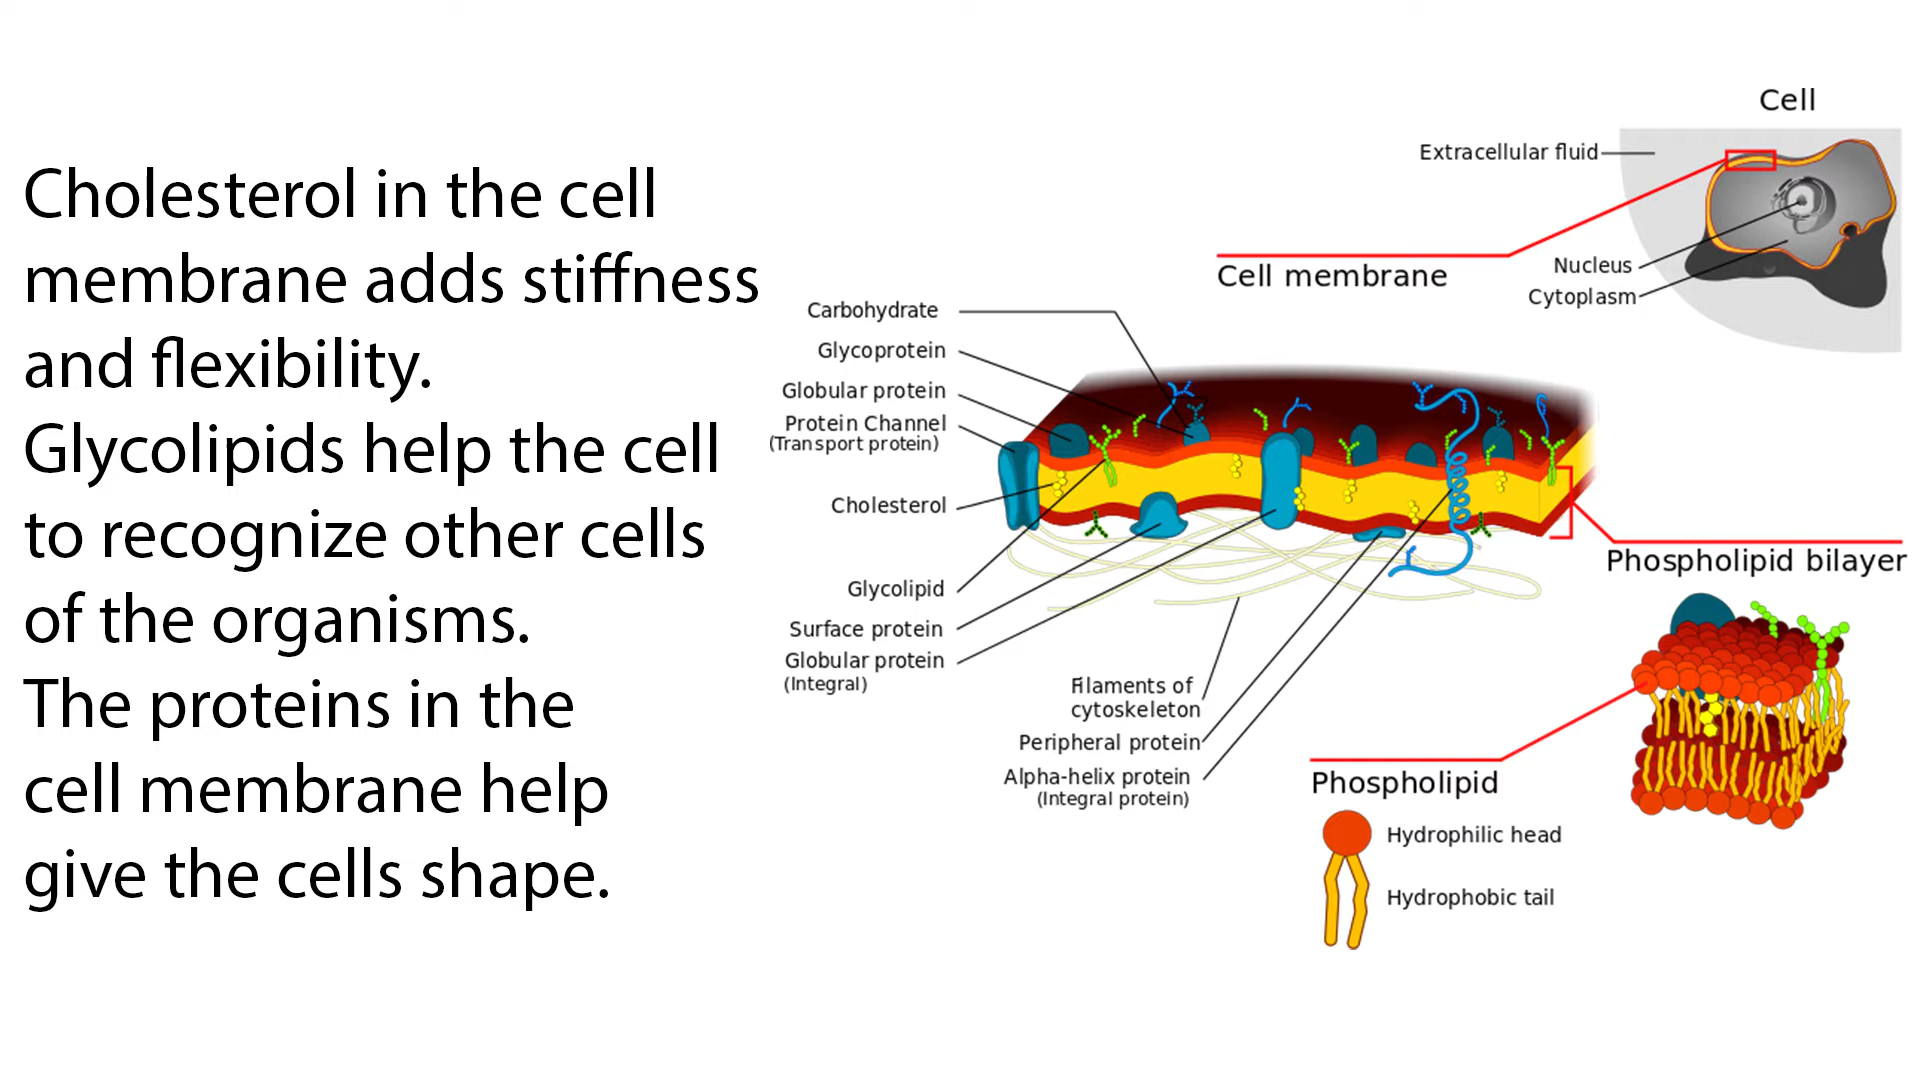 Cholesterol in the cell
membrane adds stiffness
and flexibility.
Glycolipids help the cell
to recognize other cells
of the organisms.
The proteins in the
cell membrane help
give the cells shape.
Cell
Extracellular fluid
Nucleus
Cytoplasm
Cell membrane
Carbohydrate
Glycoprotein
Globular protein
Protein Channel
(Transport protein)
Cholesterol
Glycolipid
Surface protein
Globular protein
(Integral)
Filaments of
cytoskeleton
Peripheral protein
Alpha-helix protein
(Integral protein)
Phospholipid bilayer
Phospholipid
Hydrophilic head
Hydrophobic tail